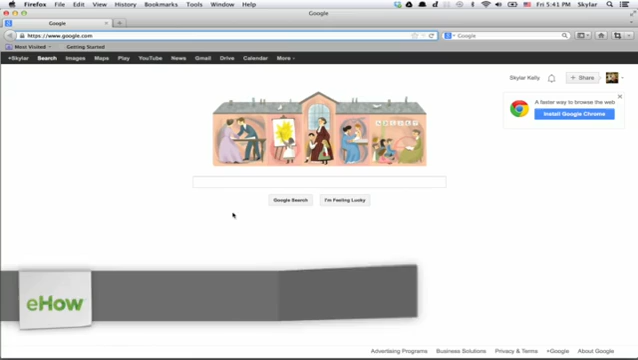 Firefox File Edit View History Bookmarks Tools Window Help Fri 5:41 PM Skylar
Google
Google
https://www.google.com
Google
Most Visited Getting Started
+Skylar Search Images Maps Play YouTube News Gmail Drive Calendar More
Skylar Kelly + Share
A faster way to browse the web
Install Google Chrome
Google Search I'm Feeling Lucky
eHow
Advertising Programs Business Solutions Privacy & Terms +Google About Google